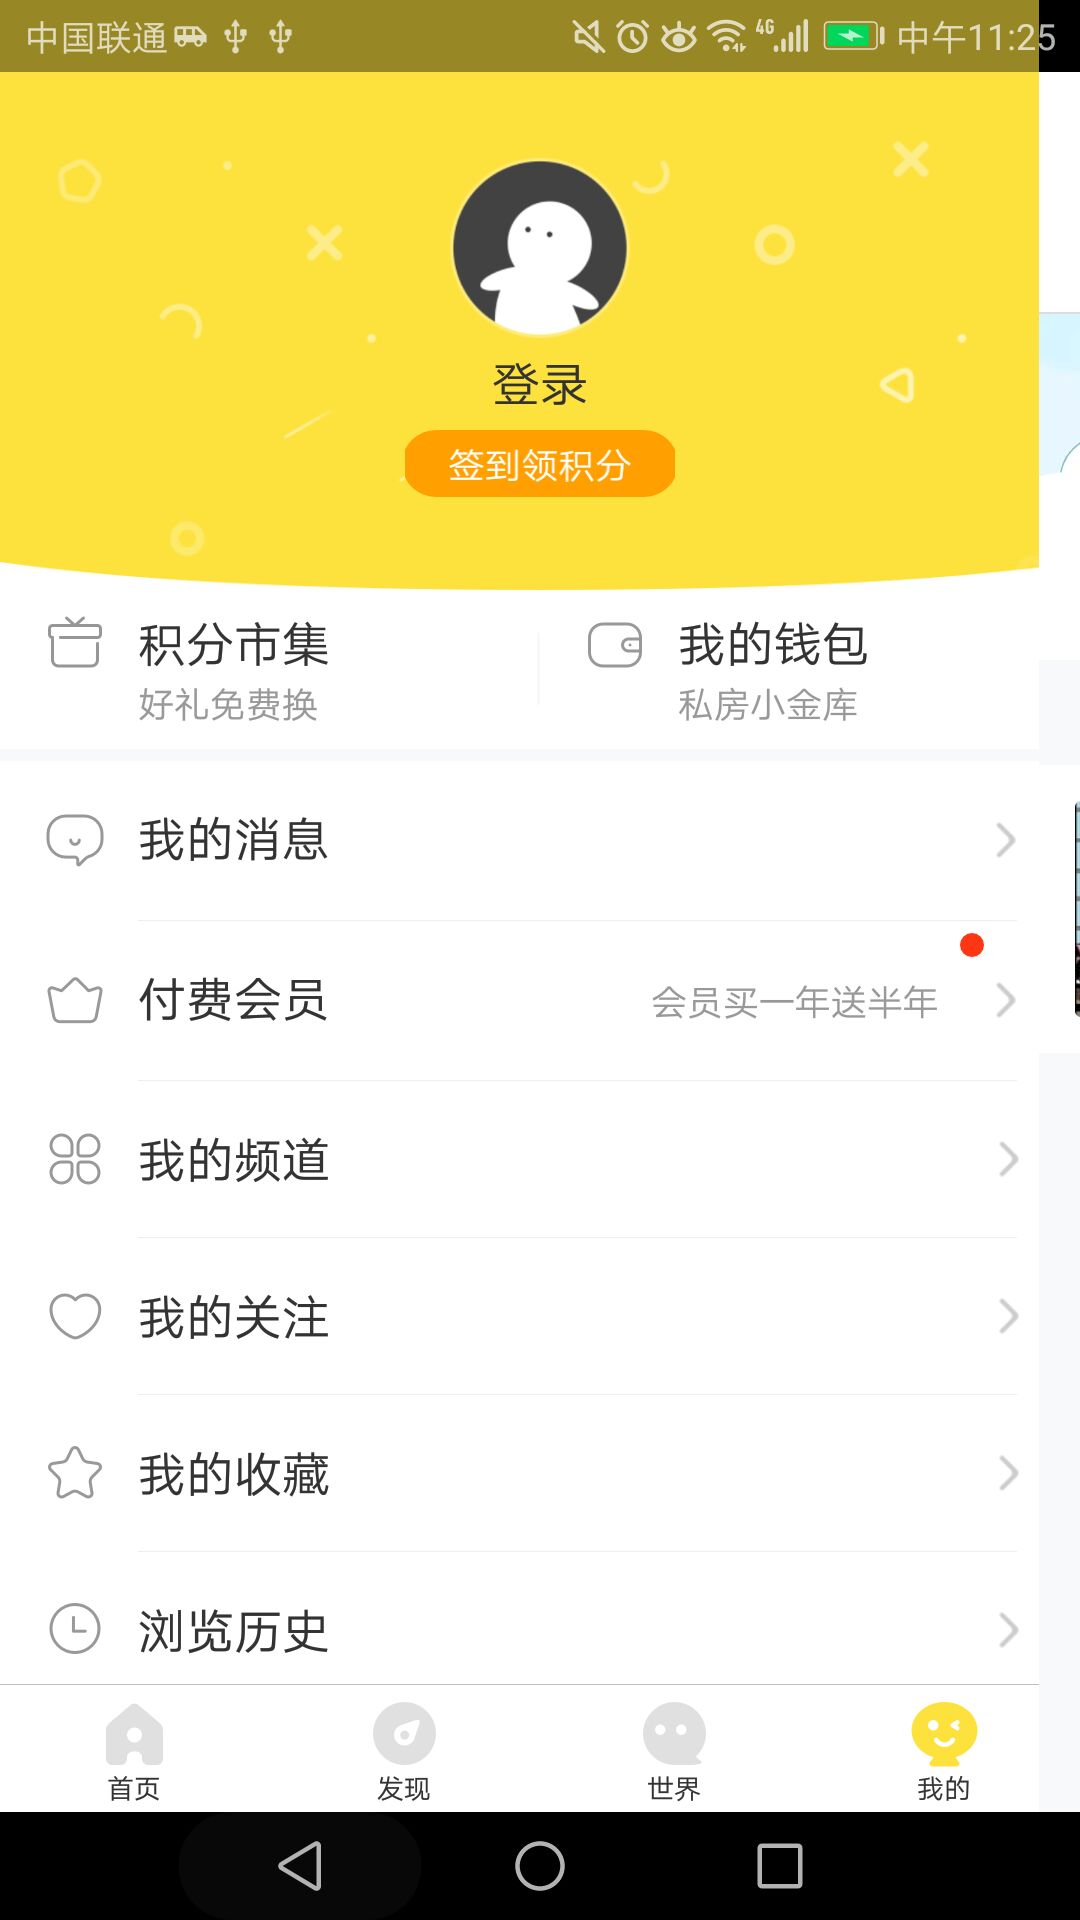 中国联通 4G 中午11:25
登录
签到领积分
积分市集 我的钱包
好礼免费换 私房小金库
我的消息
付费会员 会员买一年送半年
我的频道
我的关注
我的收藏
浏览历史
首页 发现 世界 我的